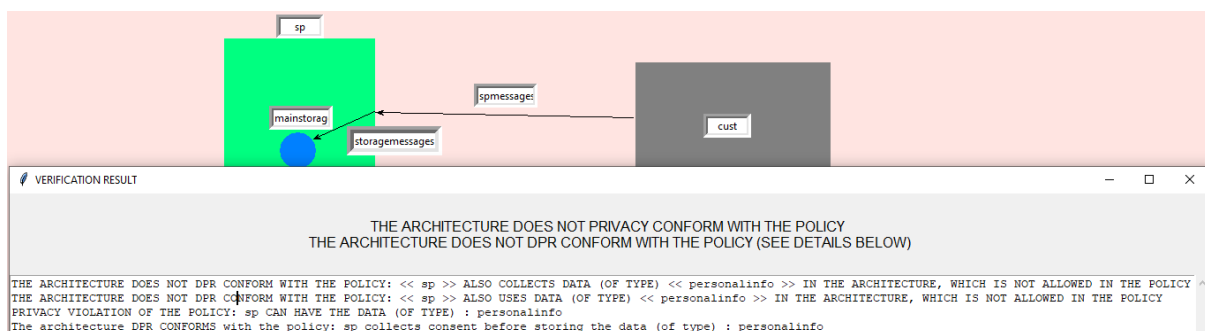 sp
spmessages
mainstorag
cust
storagemessages
VERIFICATION RESULT
THE ARCHITECTURE DOES NOT PRIVACY CONFORM WITH THE POLICY
THE ARCHITECTURE DOES NOT DPR CONFORM WITH THE POLICY (SEE DETAILS BELOW)
THE ARCHITECTURE DOES NOT DPR CONFORM WITH THE POLICY: << sp >> ALSO COLLECTS DATA (OF TYPE) << personalinfo >> IN THE ARCHITECTURE, WHICH IS NOT ALLOWED IN THE POLICY
THE ARCHITECTURE DOES NOT DPR CONFORM WITH THE POLICY: << sp >> ALSO USES DATA (OF TYPE) << personalinfo >> IN THE ARCHITECTURE, WHICH IS NOT ALLOWED IN THE POLICY
PRIVACY VIOLATION OF THE POLICY: sp CAN HAVE THE DATA (OF TYPE) : personalinfo
The architecture DPR CONFORMS with the policy: sp collects consent before storing the data (of type) : personalinfo